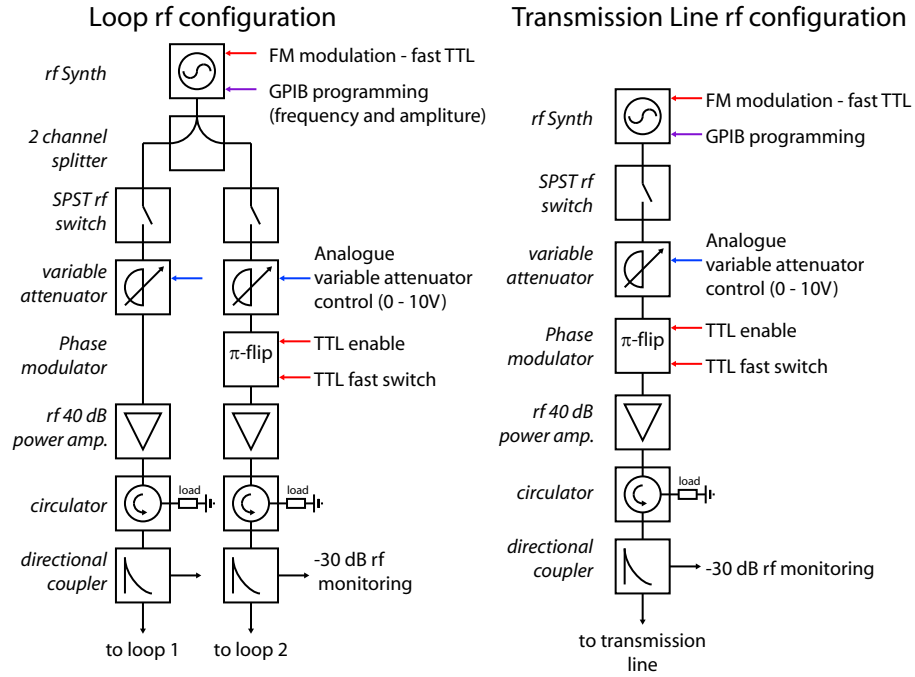 Loop rf configuration
rf Synth
FM modulation - fast TTL
GPIB programming
(frequency and ampliture)
2 channel
splitter
SPST rf
switch
variable
attenuator
Analogue
variable attenuator
control (0 - 10V)
Phase
modulator
π-flip
TTL enable
TTL fast switch
rf 40 dB
power amp.
circulator
load
load
directional
coupler
-30 dB rf
monitoring
to loop 1
to loop 2
Transmission Line rf configuration
rf Synth
FM modulation - fast TTL
GPIB programming
SPST rf
switch
variable
attenuator
Analogue
variable attenuator
control (0 - 10V)
Phase
modulator
π-flip
TTL enable
TTL fast switch
rf 40 dB
power amp.
circulator
load
directional
coupler
-30 dB rf monitoring
to transmission
line